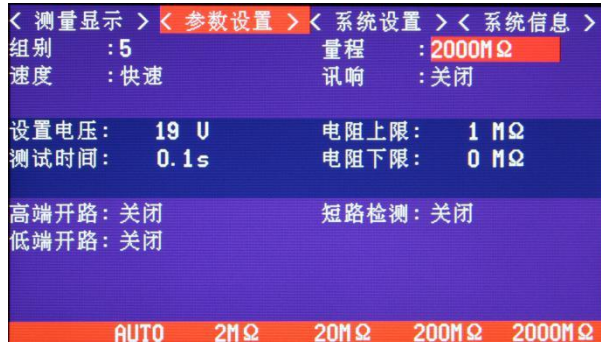 < 测量显示 > < 参数设置 > < 系统设置 > < 系统信息 >
组别 :5 量程 :2000MΩ
速度 :快速 讯响 :关闭
设置电压: 19 V 电阻上限: 1 MΩ
测试时间: 0.1s 电阻下限: 0 MΩ
高端开路: 关闭 短路检测: 关闭
低端开路: 关闭
AUTO 2MΩ 20MΩ 200MΩ 2000MΩ